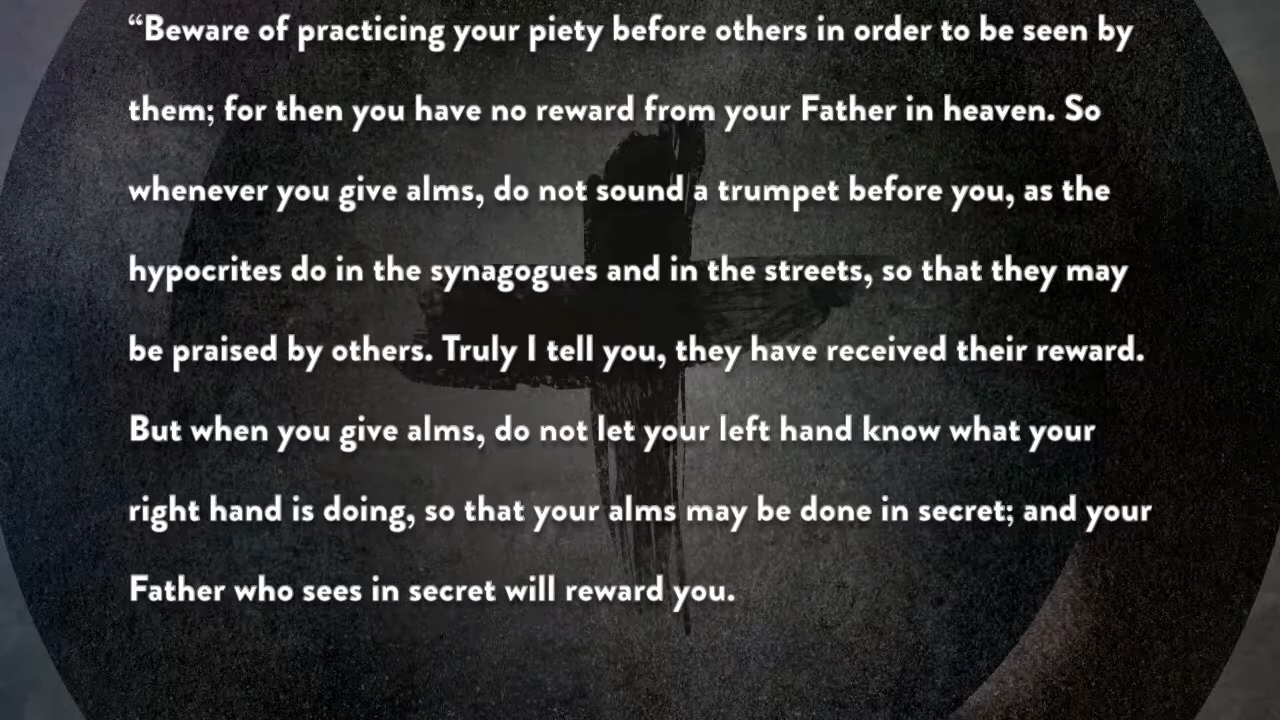 “Beware of practicing your piety before others in order to be seen by
them; for then you have no reward from your Father in heaven. So
whenever you give alms, do not sound a trumpet before you, as the
hypocrites do in the synagogues and in the streets, so that they may
be praised by others. Truly I tell you, they have received their reward.
But when you give alms, do not let your left hand know what your
right hand is doing, so that your alms may be done in secret; and your
Father who sees in secret will reward you.